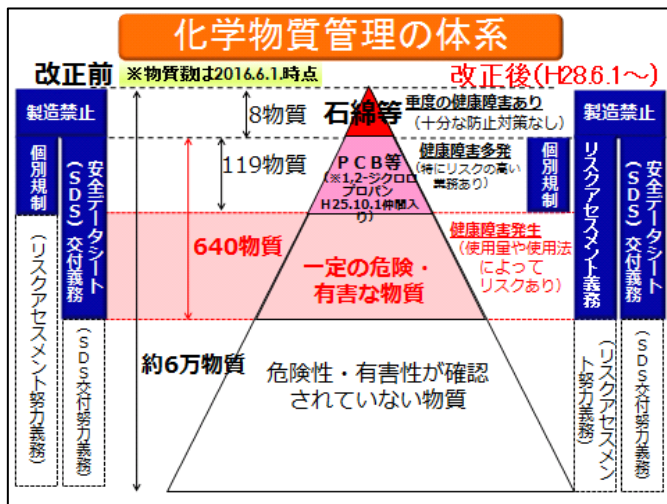 化学物質管理の体系
改正前
※物質数は2016.6.1.時点
改正後(H28.6.1～)
製造禁止
8物質
石綿等
重度の健康障害あり
（十分な防止対策なし）
製造禁止
個別規制
安全データシート
（SDS）交付義務
119物質
PCB等
（※1,2-ジクロロ
プロパン
H25.10.1仲間入
り）
健康障害多発
（特にリスクの高い
業務あり）
個別規制
リスクアセスメント義務
安全データシート
（SDS）交付義務
640物質
一定の危険・
有害な物質
健康障害発生
（使用量や使用法
によって
リスクあり）
（リスクアセスメント努力義務）
（SDS交付努力義務）
約6万物質
危険性・有害性が確認
されていない物質
（リスクアセスメン
ト努力義務）
（SDS交付努力義務）